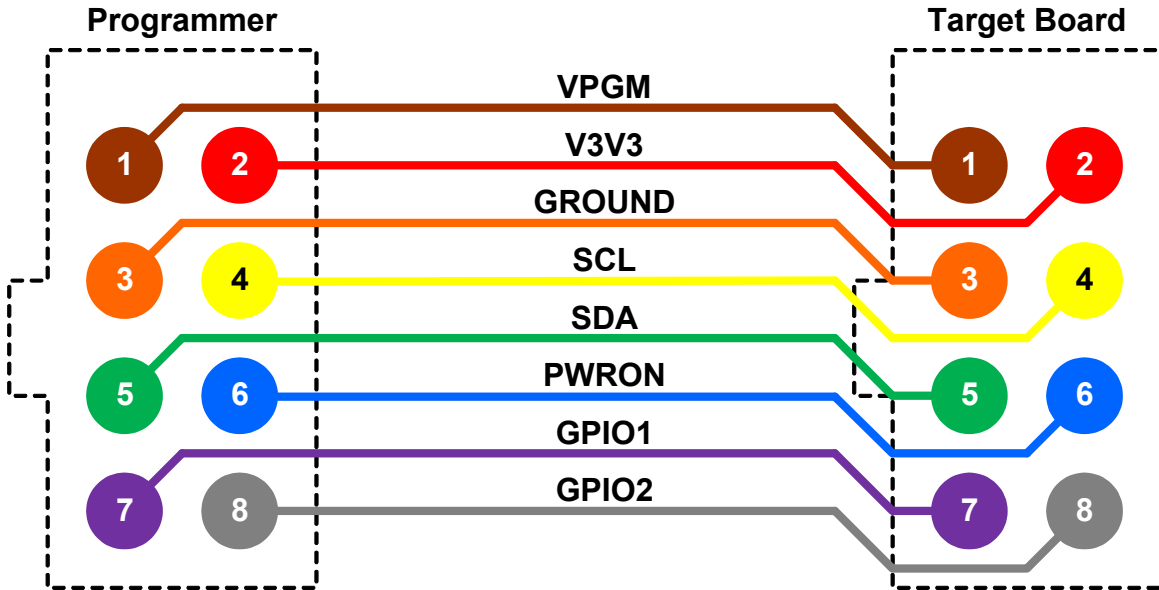 Programmer Target Board
VPGM
1 2 V3V3 1 2
GROUND
3 4 SCL 3 4
SDA
5 6 PWRON 5 6
GPIO1
7 8 GPIO2 7 8